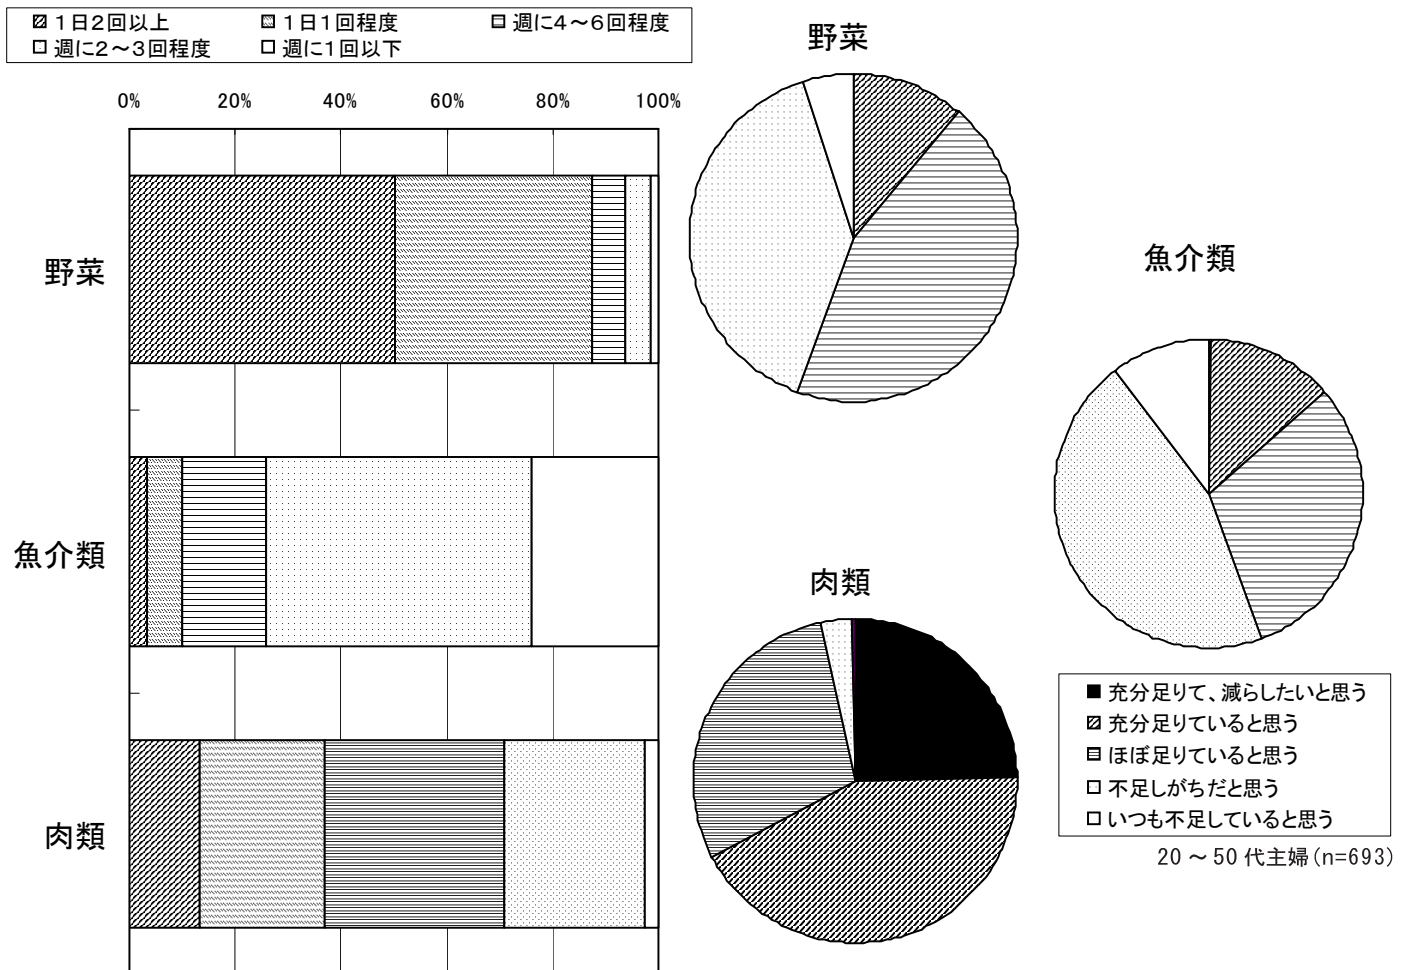 １日２回以上 １日１回程度 週に４～６回程度
週に２～３回程度 週に１回以下
0% 20% 40% 60% 80% 100%
野菜
魚介類
肉類
野菜
魚介類
肉類
充分足りて、減らしたいと思う
充分足りていると思う
ほぼ足りていると思う
不足しがちだと思う
いつも不足していると思う
20～50代主婦(n=693)